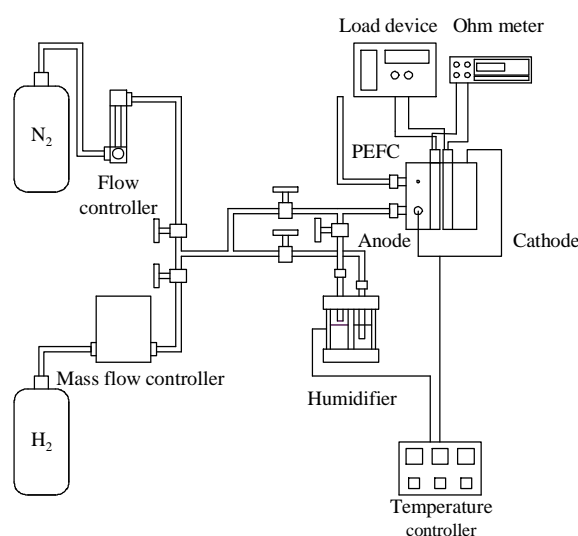 Load device
Ohm meter
N2
PEFC
Flow
controller
Anode
Cathode
Mass flow controller
Humidifier
H2
Temperature
controller